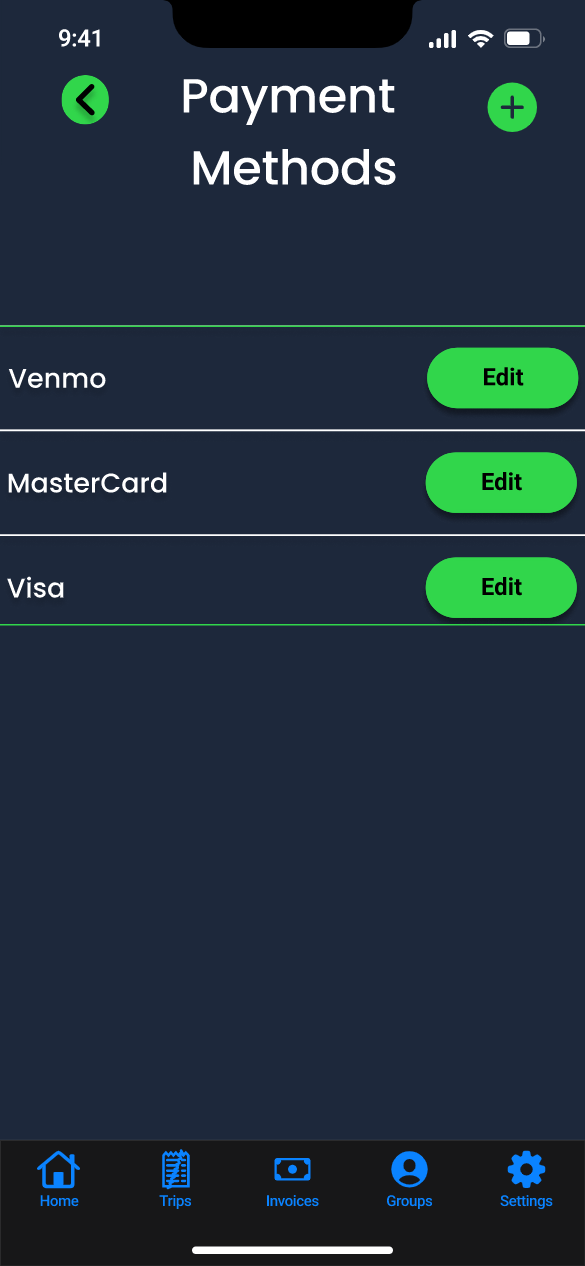 9:41
Payment
Methods
Venmo
Edit
MasterCard
Edit
Visa
Edit
Home
Trips
Invoices
Groups
Settings